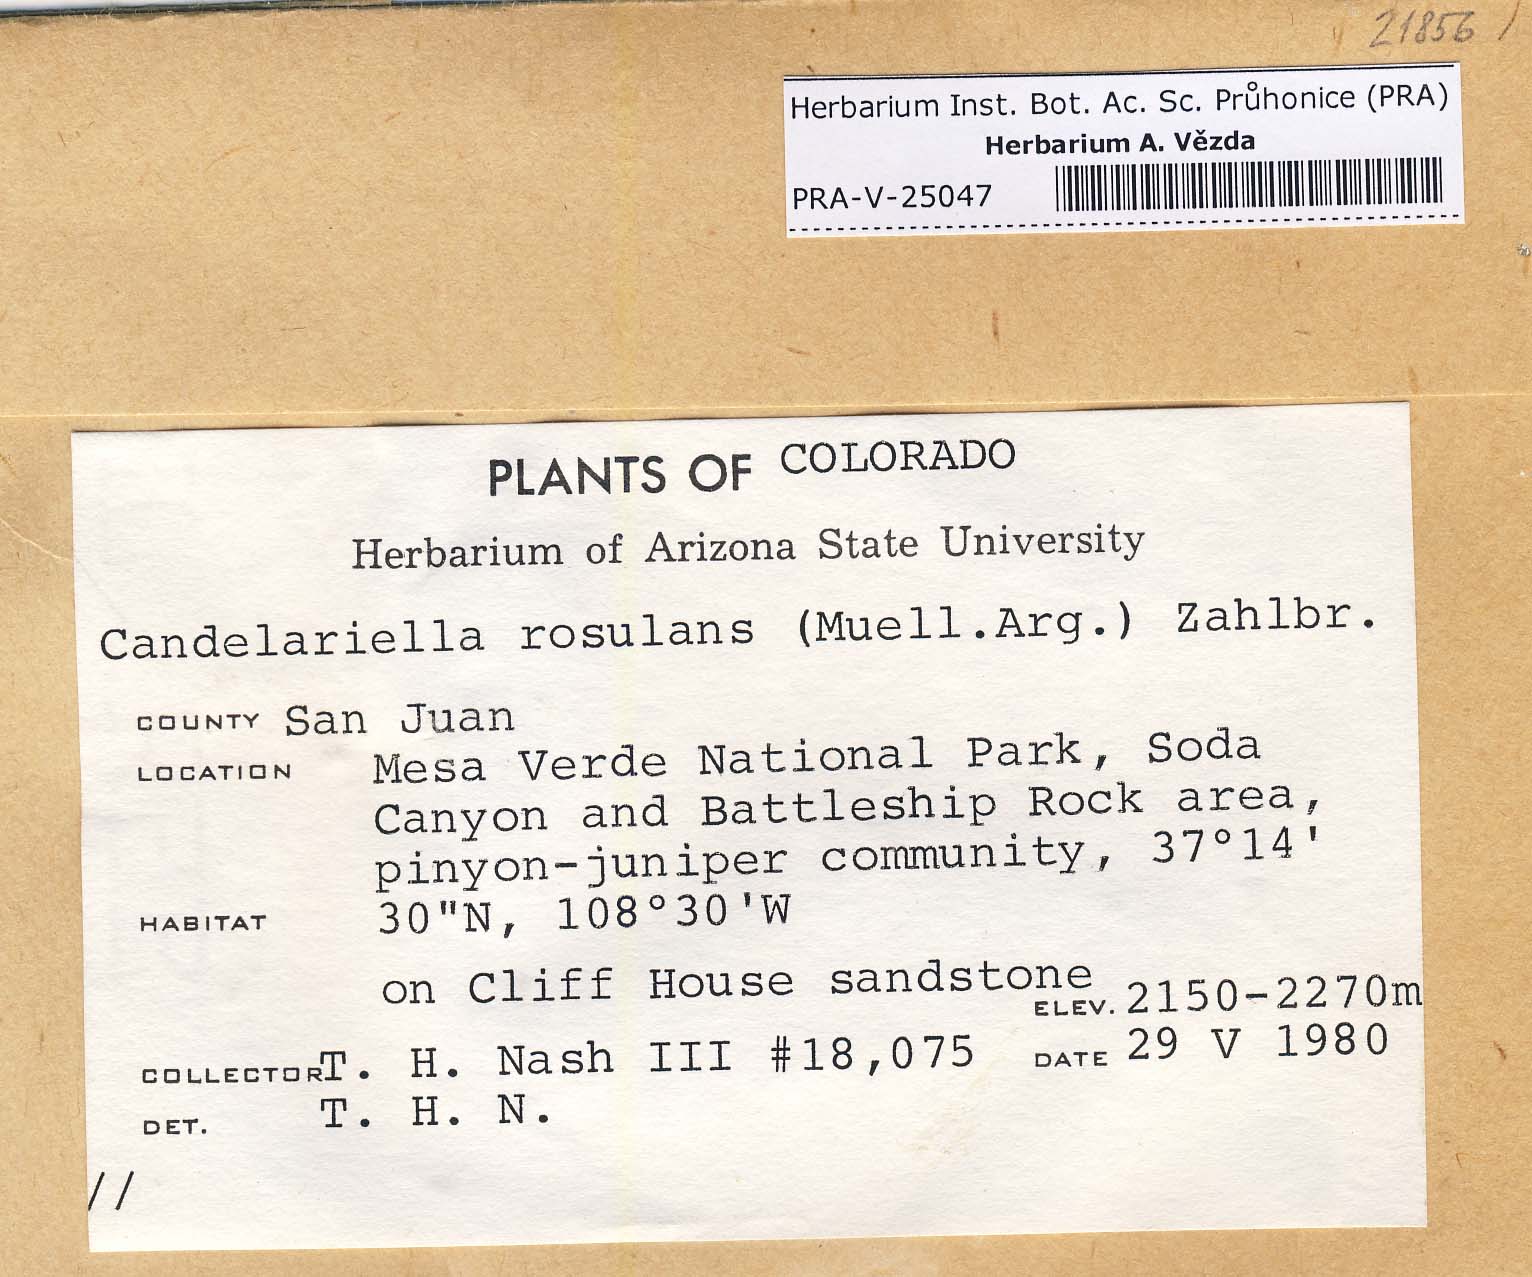 21856 /
Herbarium Inst. Bot. Ac. Sc. Průhonice (PRA)
Herbarium A. Vězda
PRA-V-25047
PLANTS OF COLORADO
Herbarium of Arizona State University
Candelariella rosulans (Muell.Arg.) Zahlbr.
COUNTY San Juan
LOCATION Mesa Verde National Park, Soda
Canyon and Battleship Rock area,
pinyon-juniper community, 37°14'
HABITAT 30"N, 108°30'W
on Cliff House sandstone
ELEV. 2150-2270m
COLLECTOR T. H. Nash III #18,075 DATE 29 V 1980
DET. T. H. N.
//